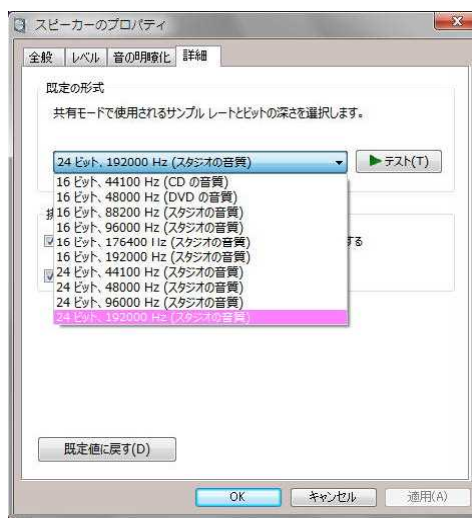 スピーカーのプロパティ
全般 レベル 音の明瞭化 詳細
既定の形式
共有モードで使用されるサンプル レートとビットの深さを選択します。
24 ビット、192000 Hz (スタジオの音質) テスト(T)
16 ビット、44100 Hz (CD の音質)
16 ビット、48000 Hz (DVD の音質)
16 ビット、88200 Hz (スタジオの音質)
16 ビット、96000 Hz (スタジオの音質)
16 ビット、176400 Hz (スタジオの音質) する
16 ビット、192000 Hz (スタジオの音質)
24 ビット、44100 Hz (スタジオの音質)
24 ビット、48000 Hz (スタジオの音質)
24 ビット、96000 Hz (スタジオの音質)
24 ビット、192000 Hz (スタジオの音質)
既定値に戻す(D)
OK キャンセル 適用(A)